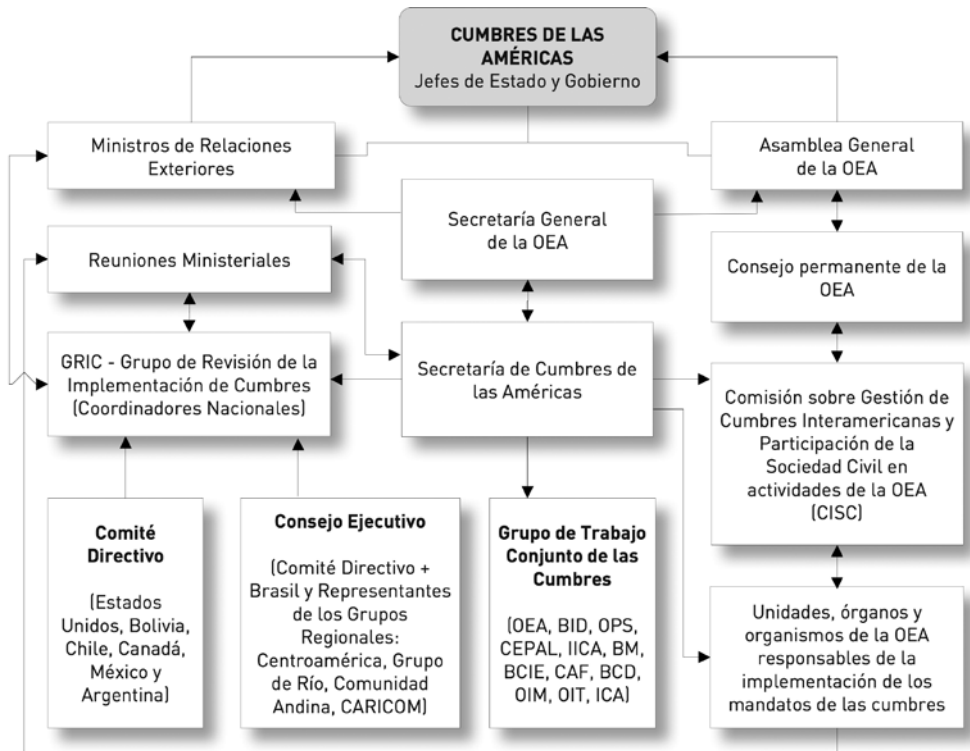 CUMBRES DE LAS
AMÉRICAS
Jefes de Estado y Gobierno
Ministros de Relaciones
Exteriores
Asamblea General
de la OEA
Secretaría General
de la OEA
Reuniones Ministeriales
Consejo permanente de la
OEA
GRIC - Grupo de Revisión de la
Implementación de Cumbres
(Coordinadores Nacionales)
Secretaría de Cumbres de
las Américas
Comisión sobre Gestión de
Cumbres Interamericanas y
Participación de la
Sociedad Civil en
actividades de la OEA
(CISC)
Comité
Directivo
(Estados
Unidos, Bolivia,
Chile, Canadá,
México y
Argentina)
Consejo Ejecutivo
(Comité Directivo +
Brasil y Representantes
de los Grupos
Regionales:
Centroamérica, Grupo
de Río, Comunidad
Andina, CARICOM)
Grupo de Trabajo
Conjunto de las
Cumbres
(OEA, BID, OPS,
CEPAL, IICA, BM,
BCIE, CAF, BCD,
OIM, OIT, ICA)
Unidades, órganos y
organismos de la OEA
responsables de la
implementación de los
mandatos de las cumbres